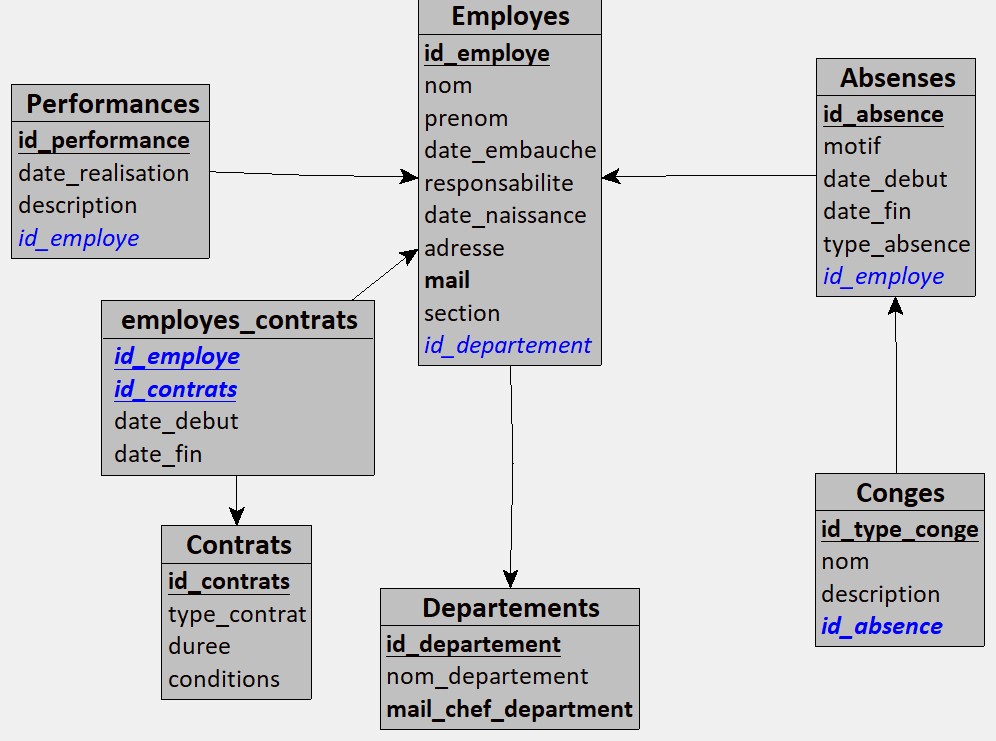 Employes
id_employe
nom
prenom
date_embauche
responsabilite
date_naissance
adresse
mail
section
id_departement
Performances
id_performance
date_realisation
description
id_employe
Absenses
id_absence
motif
date_debut
date_fin
type_absence
id_employe
employes_contrats
id_employe
id_contrats
date_debut
date_fin
Contrats
id_contrats
type_contrat
duree
conditions
Departements
id_departement
nom_departement
mail_chef_department
Conges
id_type_conge
nom
description
id_absence